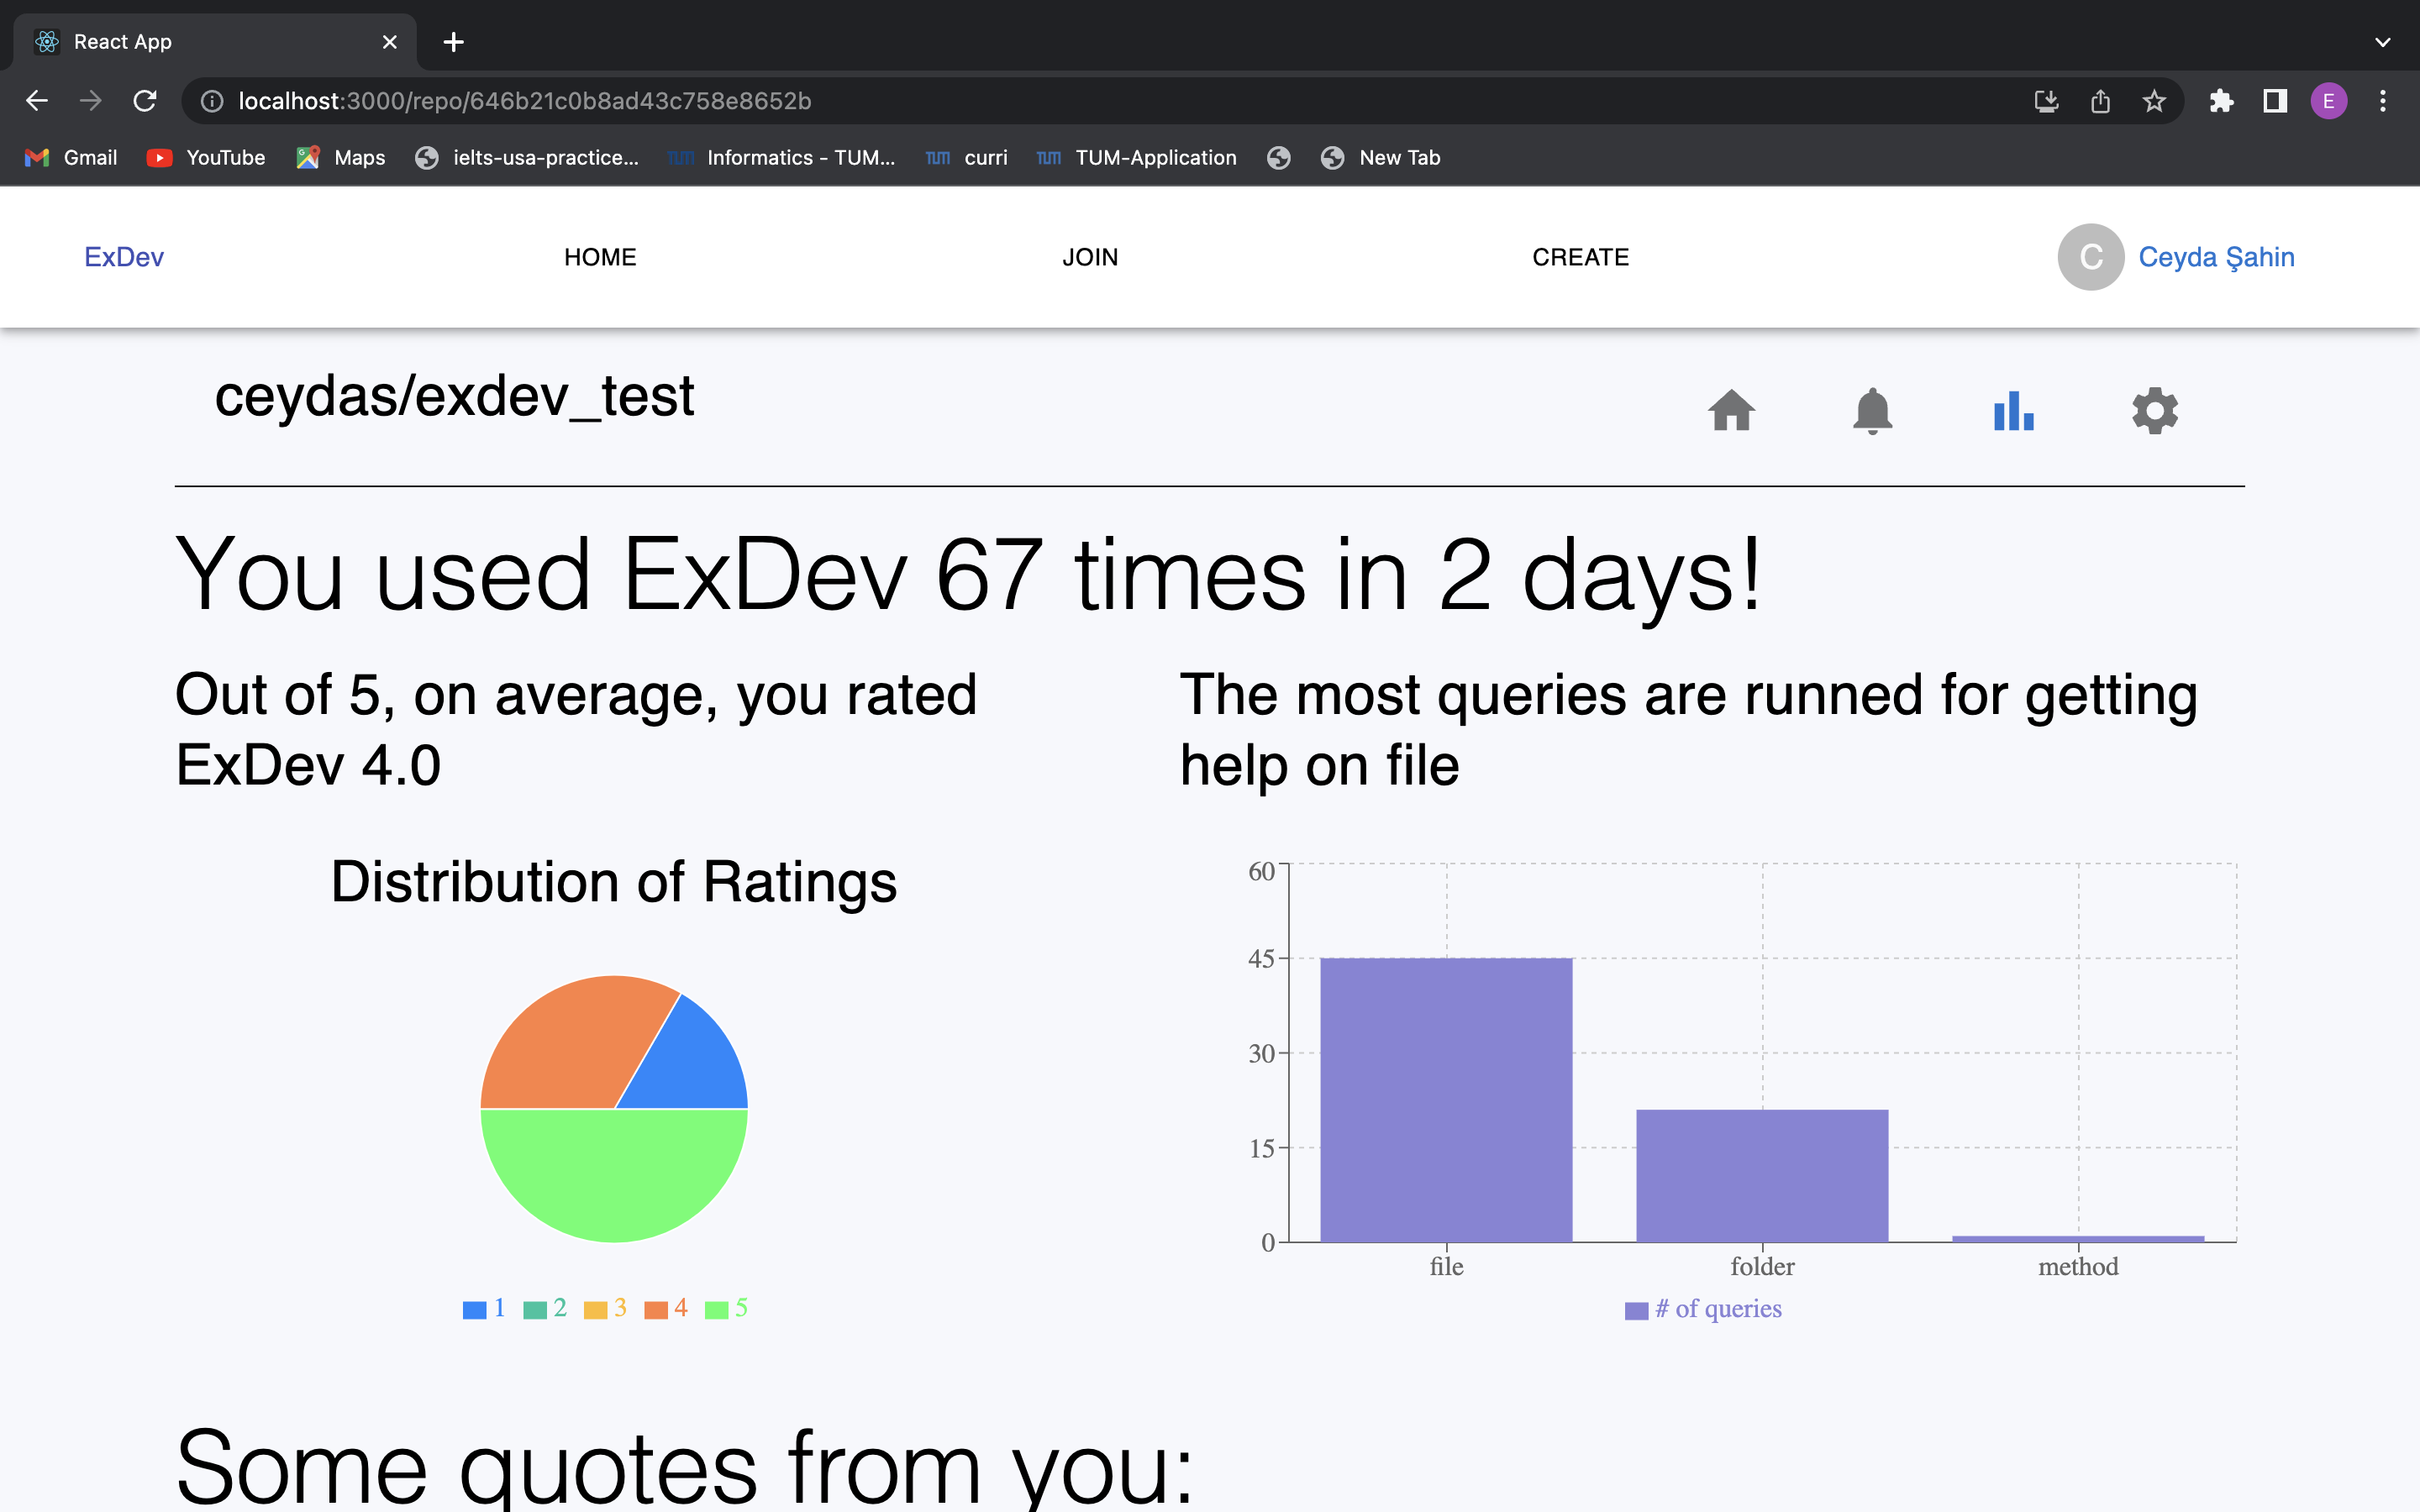 React App
localhost:3000/repo/646b21c0b8ad43c758e8652b
E
Gmail
YouTube
Maps
ielts-usa-practice...
TUM
Informatics - TUM...
TUM
curri
TUM
TUM-Application
New Tab
ExDev
HOME
JOIN
CREATE
C
Ceyda Şahin
ceydas/exdev_test
You used ExDev 67 times in 2 days!
Out of 5, on average, you rated
ExDev 4.0
Distribution of Ratings
1 2 3 4 5
The most queries are runned for getting
help on file
60
45
30
15
0
file folder method
# of queries
Some quotes from you: